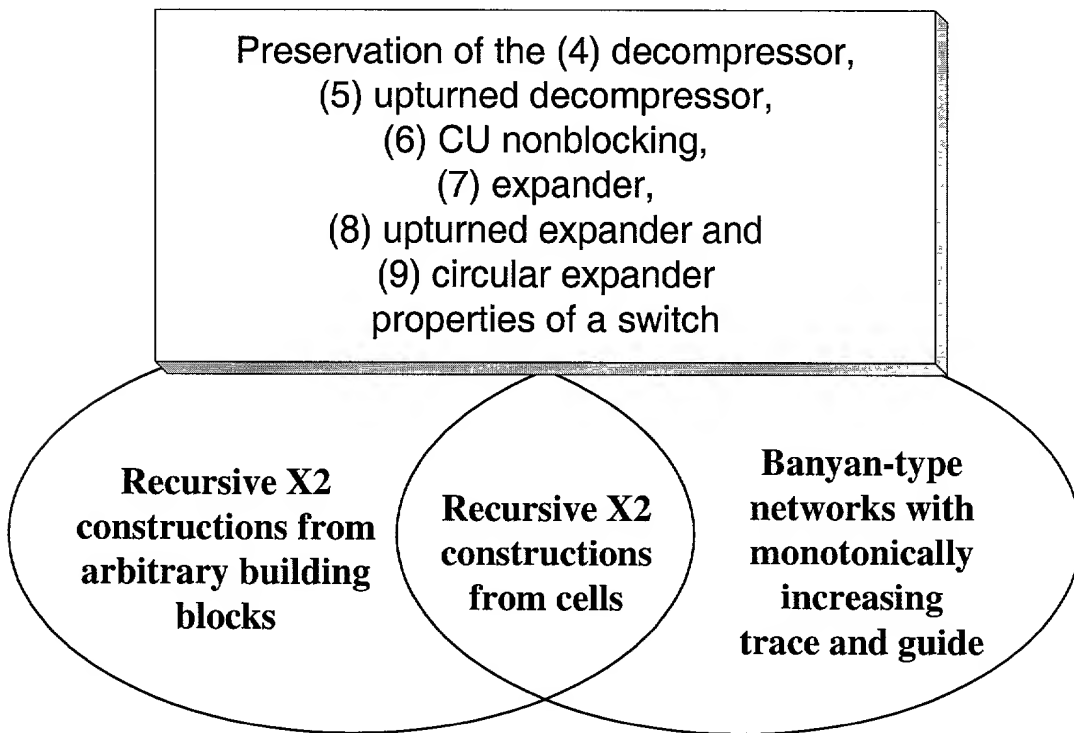 Preservation of the (4) decompressor,
(5) upturned decompressor,
(6) CU nonblocking,
(7) expander,
(8) upturned expander and
(9) circular expander
properties of a switch
Recursive X2
constructions from
arbitrary building
blocks
Recursive X2
constructions
from cells
Banyan-type
networks with
monotonically
increasing
trace and guide